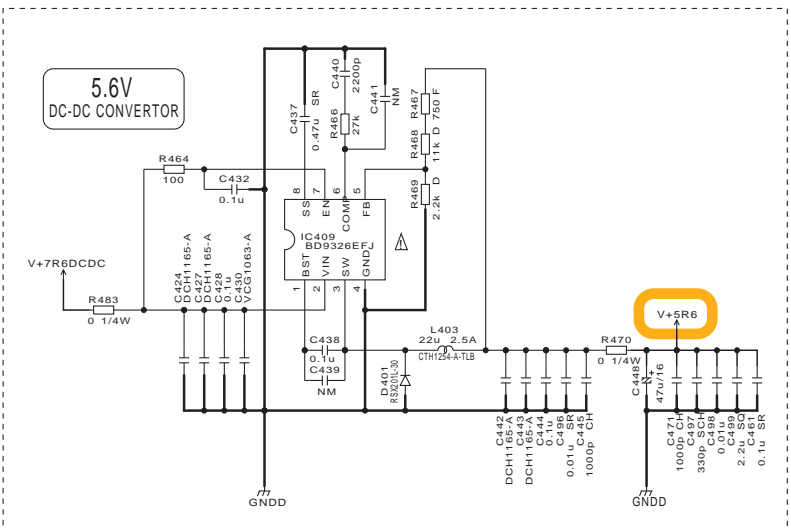 5.6V
DC-DC CONVERTOR
C437
0.47u SR
C440
2200p
R466
27k
C441
NM
R467
750 F
R468
11k D
R469
2.2k D
R464
100
C432
0.1u
8
7
6
5
SS
EN
COMP
FB
IC409
BD9326EFJ
BST
VIN
SW
GND
1
2
3
4
V+7R6DCDC
R483
0 1/4W
C424
DCH1165-A
C427
DCH1165-A
C428
0.1u
C430
VCG1063-A
C438
0.1u
C439
NM
D401
RSX201L-30
L403
22u 2.5A
CTH1254-A-TLB
R470
0 1/4W
V+5R6
C448
+
47u/16
C442
DCH1165-A
C443
DCH1165-A
C444
0.1u
C496
0.01u SR
C445
1000p CH
C471
1000p CH
C497
330p SCH
C498
0.01u
C499
2.2u SQ
C461
0.1u SR
GNDD
GNDD